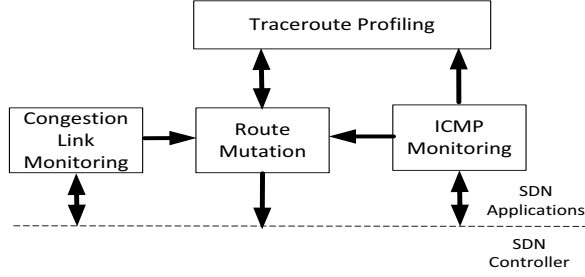 Traceroute Profiling
Congestion
Link
Monitoring
Route
Mutation
ICMP
Monitoring
SDN
Applications
SDN
Controller